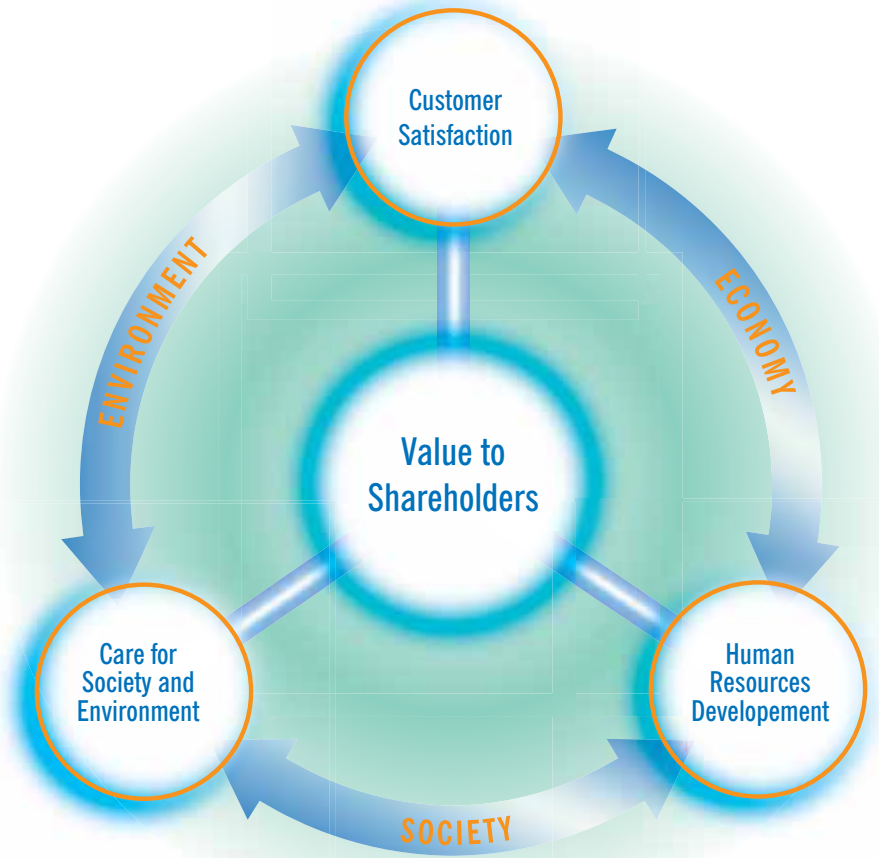 Customer
Satisfaction
ENVIRONMENT
ECONOMY
Value to
Shareholders
Care for
Society and
Environment
Human
Resources
Developement
SOCIETY